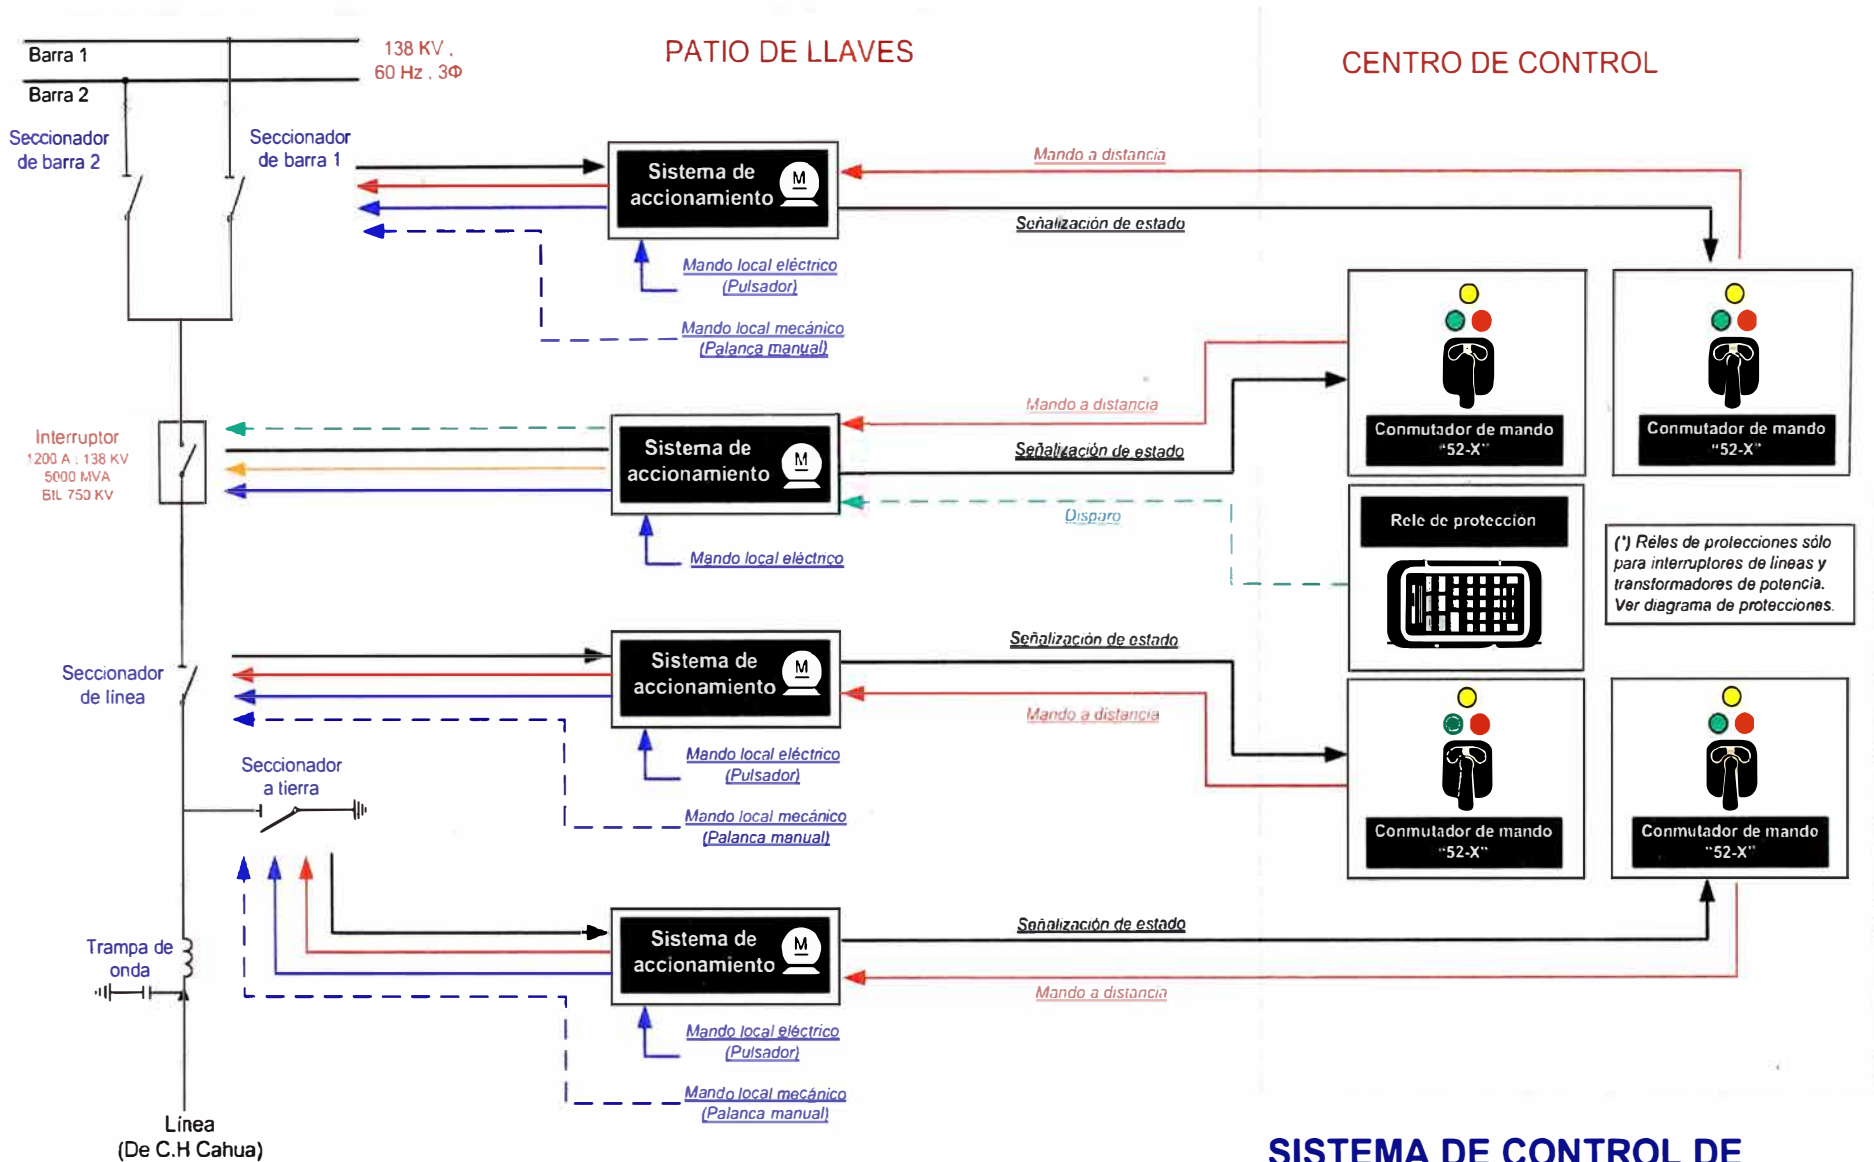 PATIO DE LLAVES
CENTRO DE CONTROL
Barra 1
138 KV .
60 Hz . 3Φ
Barra 2
Seccionador
de barra 2
Seccionador
de barra 1
Sistema de
accionamiento
M
Mando a distancia
Señalización de estado
Mando local eléctrico
(Pulsador)
Mando local mecánico
(Palanca manual)
Interruptor
1200 A . 138 KV
5000 MVA
BIL 750 KV
Sistema de
accionamiento
M
Mando a distancia
Señalización de estado
Disparo
Mando local eléctrico
Conmutador de mando
"52-X"
Conmutador de mando
"52-X"
Rele de protección
(*) Réles de protecciones sólo
para interruptores de líneas y
transformadores de potencia.
Ver diagrama de protecciones.
Seccionador
de línea
Sistema de
accionamiento
M
Señalización de estado
Mando a distancia
Mando local eléctrico
(Pulsador)
Mando local mecánico
(Palanca manual)
Seccionador
a tierra
Conmutador de mando
"52-X"
Conmutador de mando
"52-X"
Trampa de
onda
Sistema de
accionamiento
M
Señalización de estado
Mando a distancia
Mando local eléctrico
(Pulsador)
Mando local mecánico
(Palanca manual)
Línea
(De C.H Cahua)
SISTEMA DE CONTROL DE